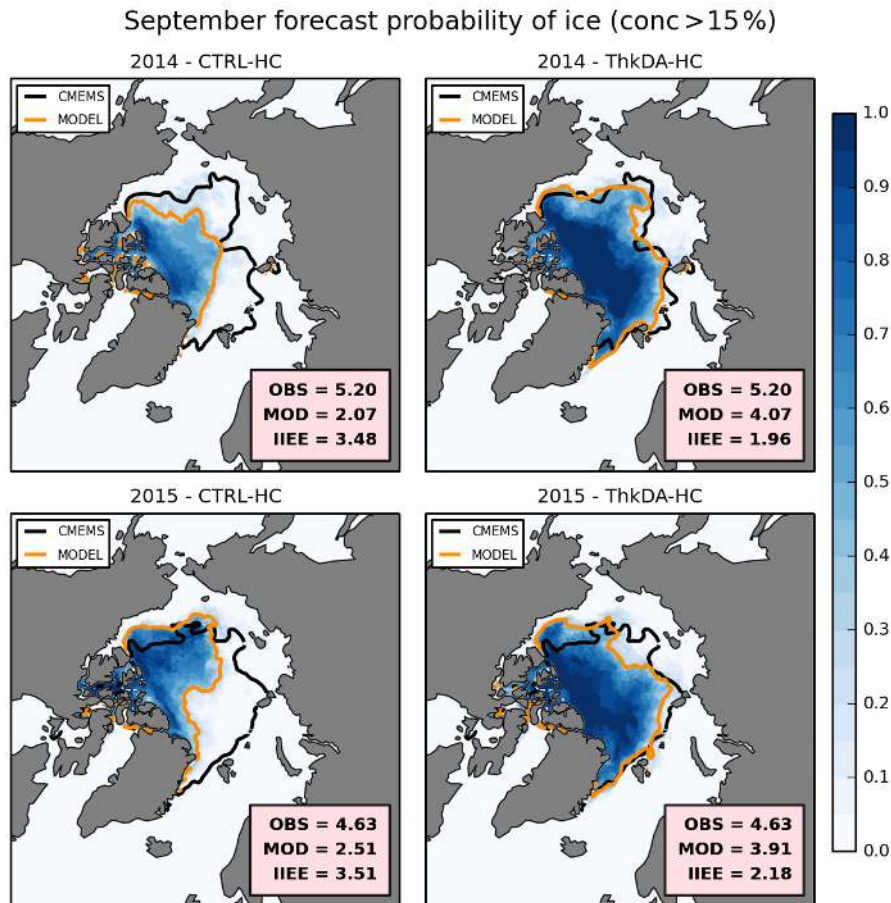 September forecast probability of ice (conc > 15 %)
2014 - CTRL-HC
CMEMS
MODEL
OBS = 5.20
MOD = 2.07
IIEE = 3.48
2014 - ThkDA-HC
CMEMS
MODEL
OBS = 5.20
MOD = 4.07
IIEE = 1.96
2015 - CTRL-HC
CMEMS
MODEL
OBS = 4.63
MOD = 2.51
IIEE = 3.51
2015 - ThkDA-HC
CMEMS
MODEL
OBS = 4.63
MOD = 3.91
IIEE = 2.18
1.0
0.9
0.8
0.7
0.6
0.5
0.4
0.3
0.2
0.1
0.0